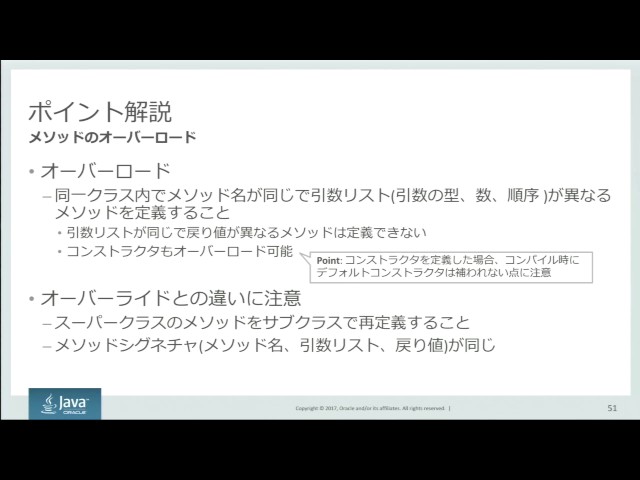 ポイント解説
メソッドのオーバーロード
• オーバーロード
– 同一クラス内でメソッド名が同じで引数リスト(引数の型、数、順序 )が異なる
メソッドを定義すること
• 引数リストが同じで戻り値が異なるメソッドは定義できない
• コンストラクタもオーバーロード可能
Point: コンストラクタを定義した場合、コンパイル時に
デフォルトコンストラクタは補われない点に注意
• オーバーライドとの違いに注意
– スーパークラスのメソッドをサブクラスで再定義すること
– メソッドシグネチャ(メソッド名、引数リスト、戻り値)が同じ
Java
ORACLE
Copyright © 2017, Oracle and/or its affiliates. All rights reserved. |
51